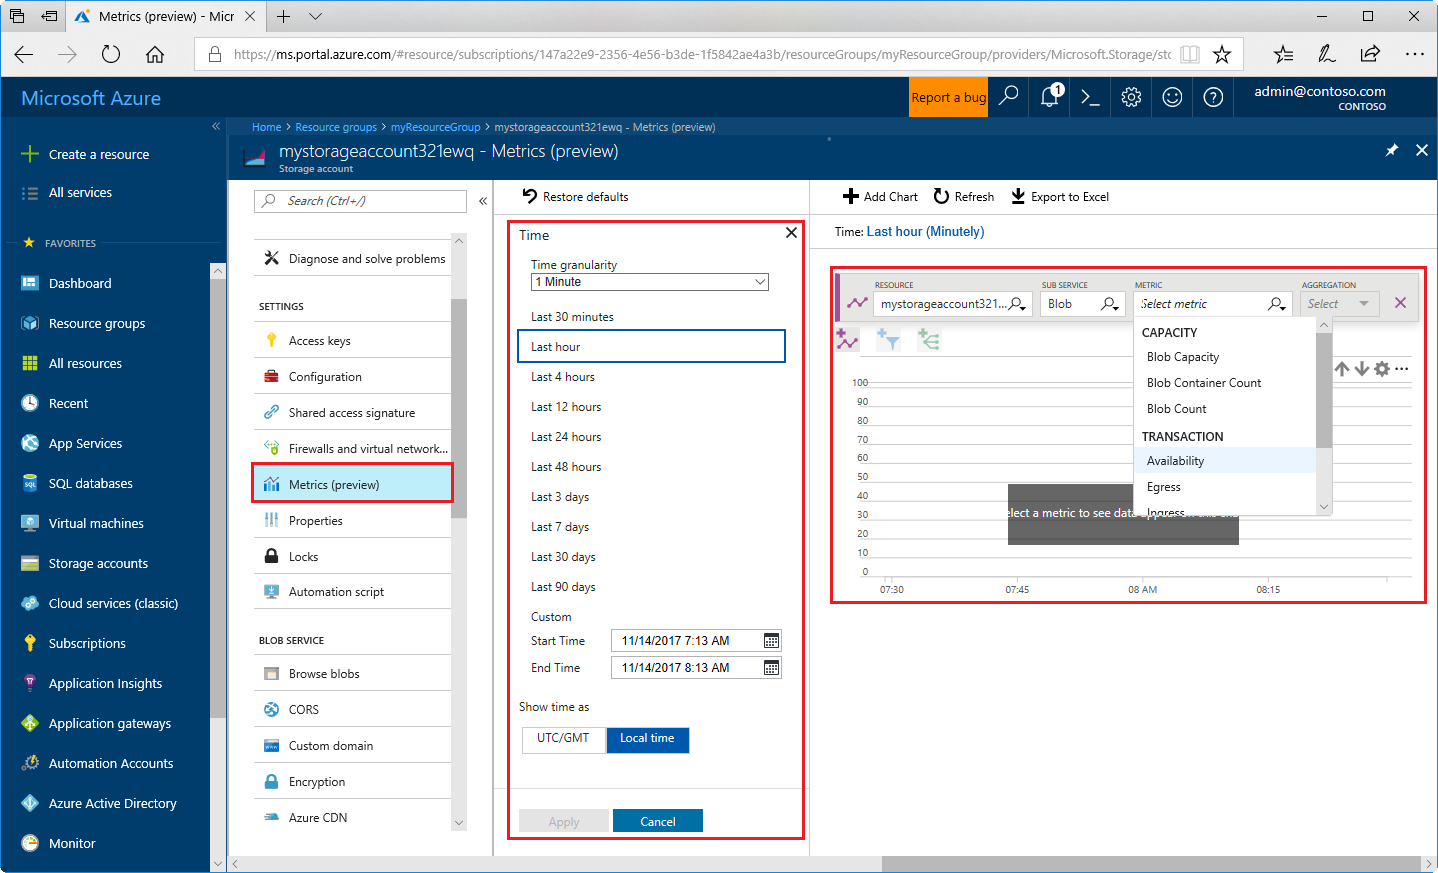 Metrics (preview) - Micr
https://ms.portal.azure.com/#resource/subscriptions/147a22e9-2356-4e56-b3de-1f5842ae4a3b/resourceGroups/myResourceGroup/providers/Microsoft.Storage/stc
Microsoft Azure
Report a bug
1
admin@contoso.com
CONTOSO
Home > Resource groups > myResourceGroup > mystorageaccount321ewq - Metrics (preview)
mystorageaccount321ewq - Metrics (preview)
Storage account
Create a resource
All services
FAVORITES
Dashboard
Resource groups
All resources
Recent
App Services
SQL databases
Virtual machines
Storage accounts
Cloud services (classic)
Subscriptions
Application Insights
Application gateways
Automation Accounts
Azure Active Directory
Monitor
Search (Ctrl+/)
Diagnose and solve problems
SETTINGS
Access keys
Configuration
Shared access signature
Firewalls and virtual network...
Metrics (preview)
Properties
Locks
Automation script
BLOB SERVICE
Browse blobs
CORS
Custom domain
Encryption
Azure CDN
Restore defaults
Time
Time granularity
1 Minute
Last 30 minutes
Last hour
Last 4 hours
Last 12 hours
Last 24 hours
Last 48 hours
Last 3 days
Last 7 days
Last 30 days
Last 90 days
Custom
Start Time 11/14/2017 7:13 AM
End Time 11/14/2017 8:13 AM
Show time as
UTC/GMT Local time
Apply Cancel
Add Chart Refresh Export to Excel
Time: Last hour (Minutely)
RESOURCE SUB SERVICE METRIC AGGREGATION
mystorageaccount321... Blob Select metric Select
CAPACITY
Blob Capacity
Blob Container Count
Blob Count
TRANSACTION
Availability
Egress
Ingress
100
90
80
70
60
50
40
30
20
10
0
elect a metric to see data
07:30 07:45 08 AM 08:15